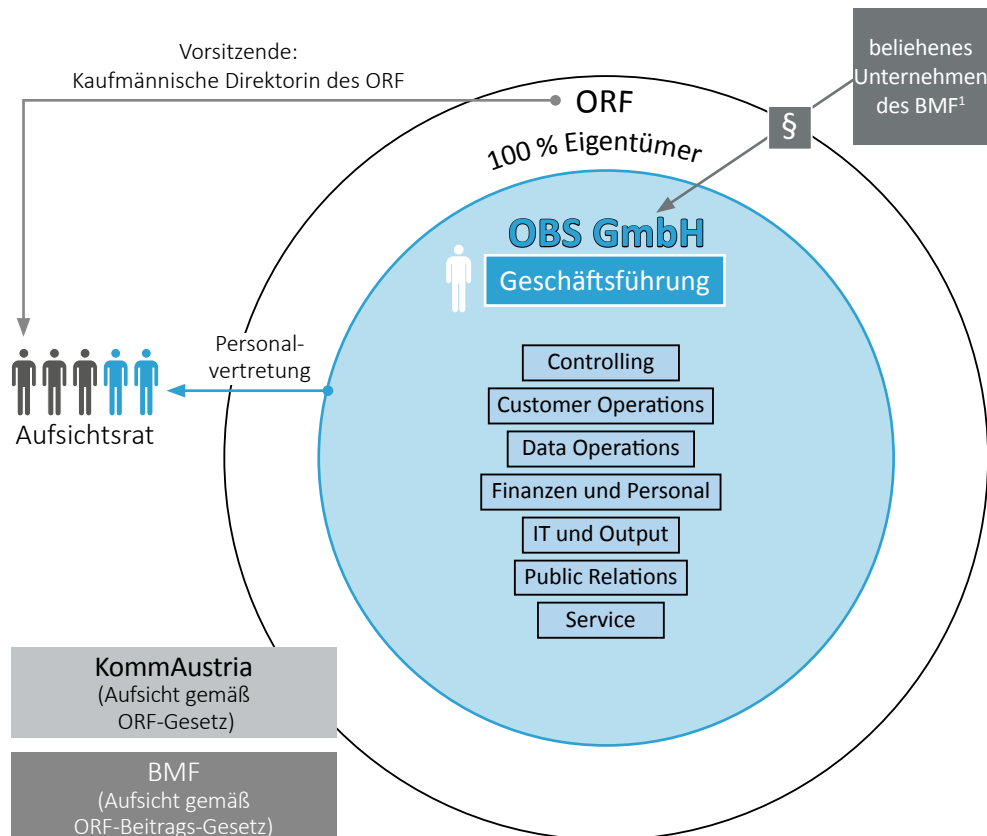 Vorsitzende:
Kaufmännische Direktorin des ORF
beliehenes
Unternehmen
des BMF¹
§
ORF
100 % Eigentümer
OBS GmbH
Geschäftsführung
Personal-
vertretung
Aufsichtsrat
Controlling
Customer Operations
Data Operations
Finanzen und Personal
IT und Output
Public Relations
Service
KommAustria
(Aufsicht gemäß
ORF-Gesetz)
BMF
(Aufsicht gemäß
ORF-Beitrags-Gesetz)